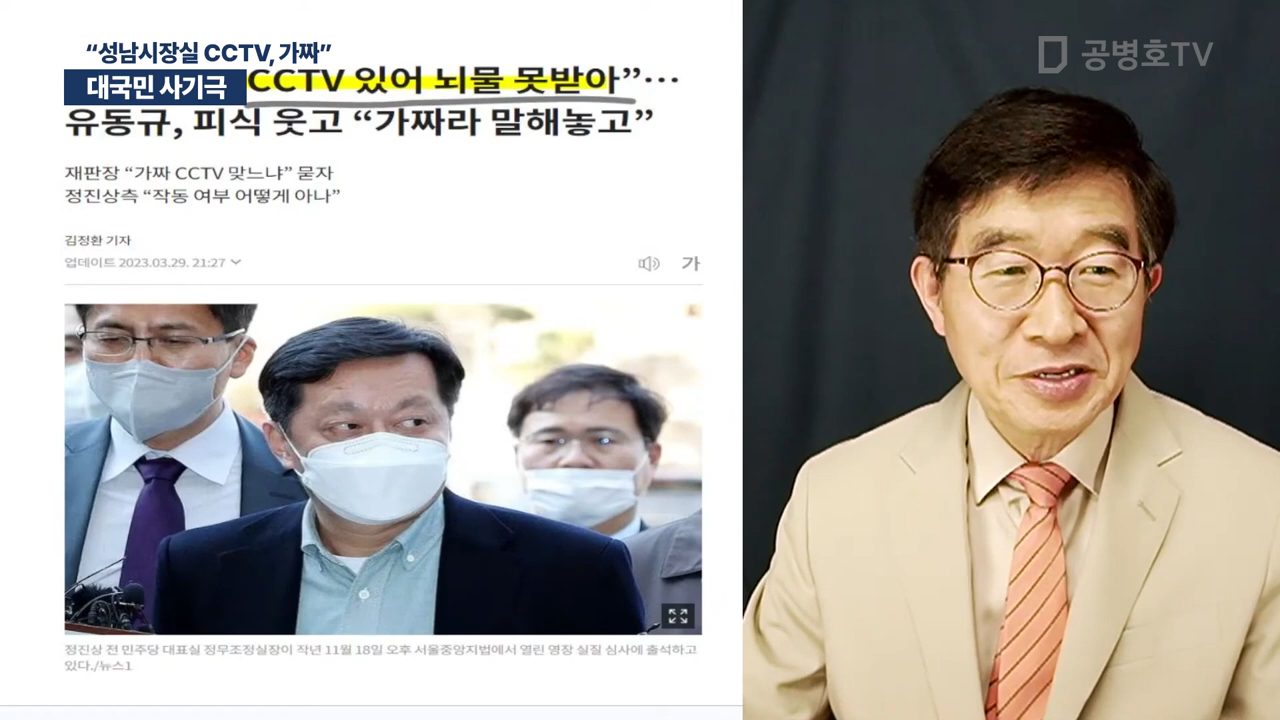 “성남시장실 CCTV, 가짜”
대국민 사기극
CCTV 있어 뇌물 못받아”…
유동규, 피식 웃고 “가짜라 말해놓고”
재판장 “가짜 CCTV 맞느냐” 묻자
정진상측 “작동 여부 어떻게 아나”
김정환 기자
업데이트 2023.03.29. 21:27
가
정진상 전 민주당 대표실 정무조정실장이 작년 11월 18일 오후 서울중앙지법에서 열린 영장 실질 심사에 출석하고
있다./뉴스1
공병호TV